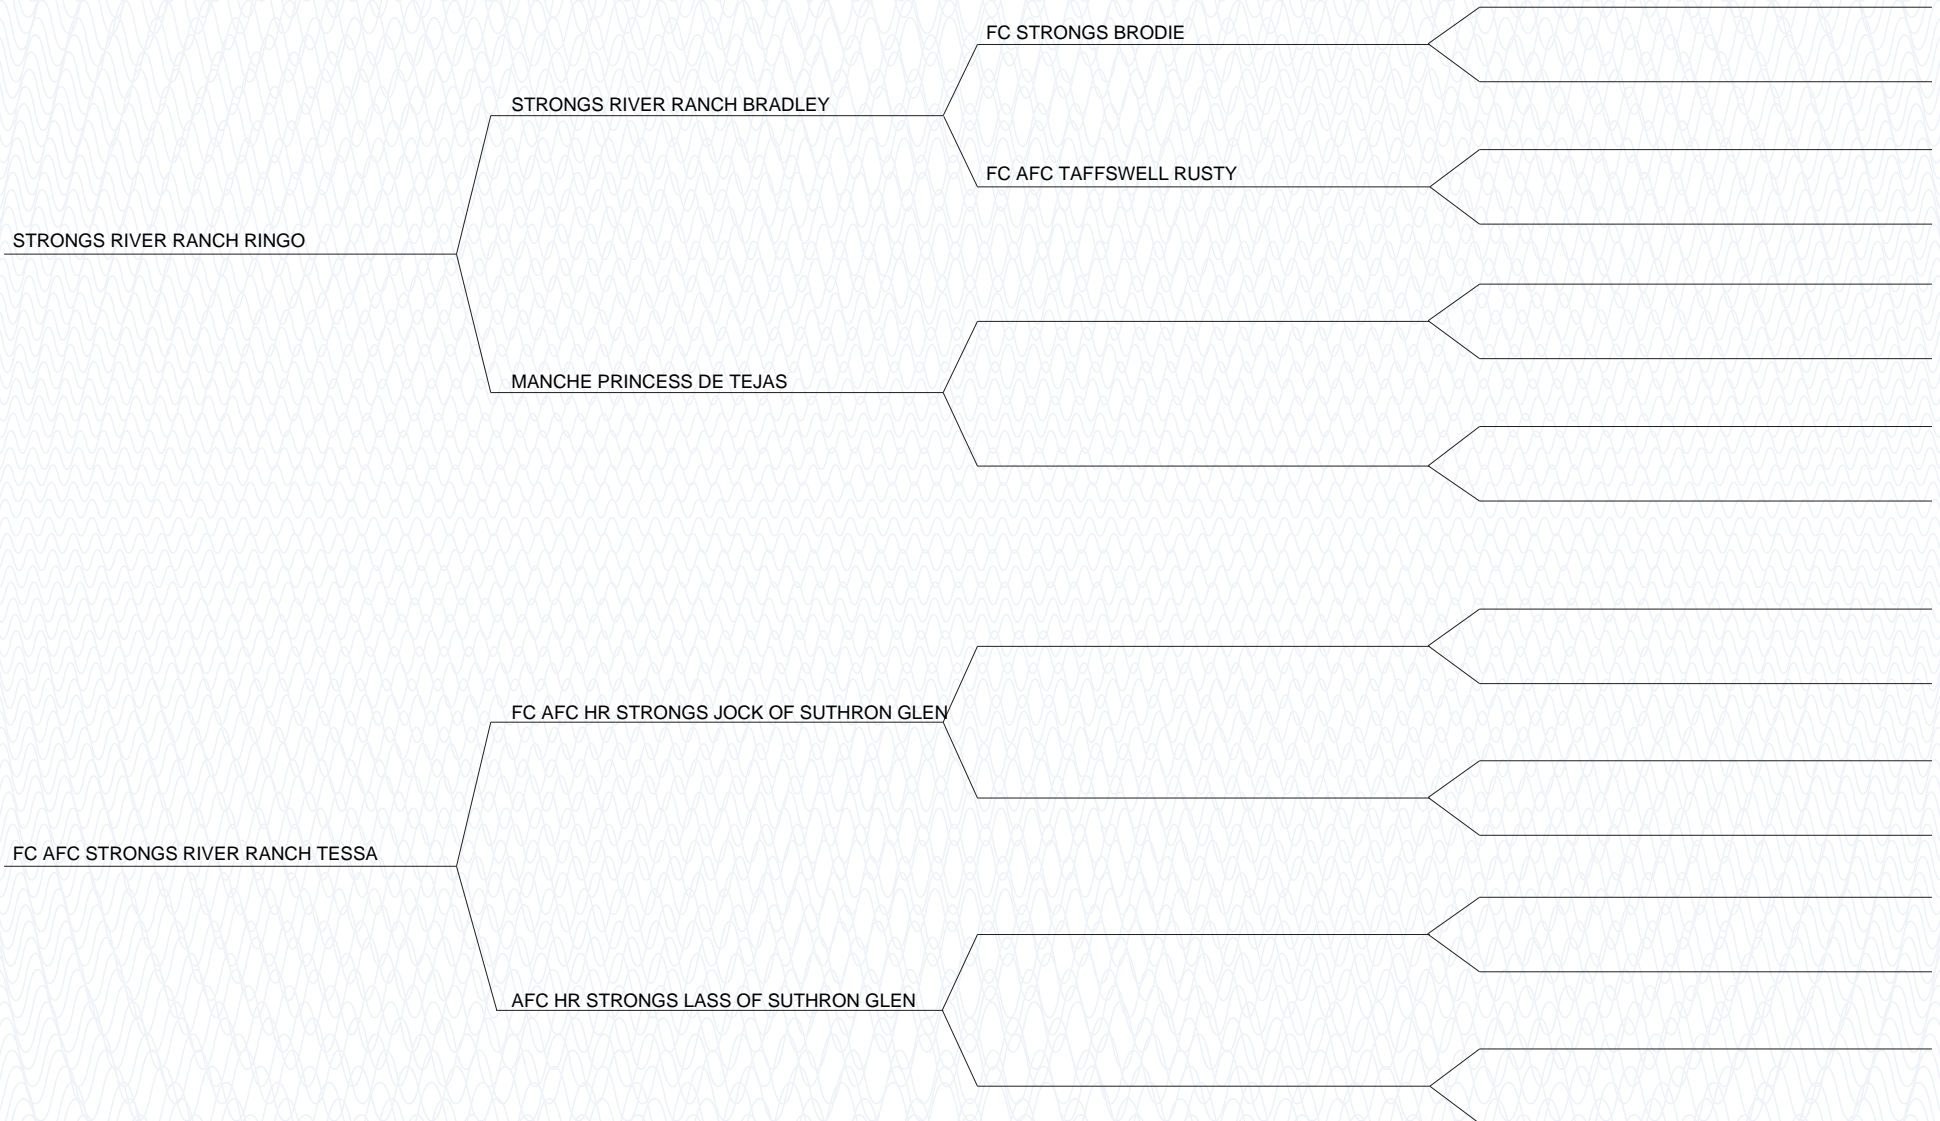 FC STRONGS BRODIE
STRONGS RIVER RANCH BRADLEY
FC AFC TAFFSWELL RUSTY
STRONGS RIVER RANCH RINGO
MANCHE PRINCESS DE TEJAS
FC AFC HR STRONGS JOCK OF SUTHRON GLEN
FC AFC STRONGS RIVER RANCH TESSA
AFC HR STRONGS LASS OF SUTHRON GLEN